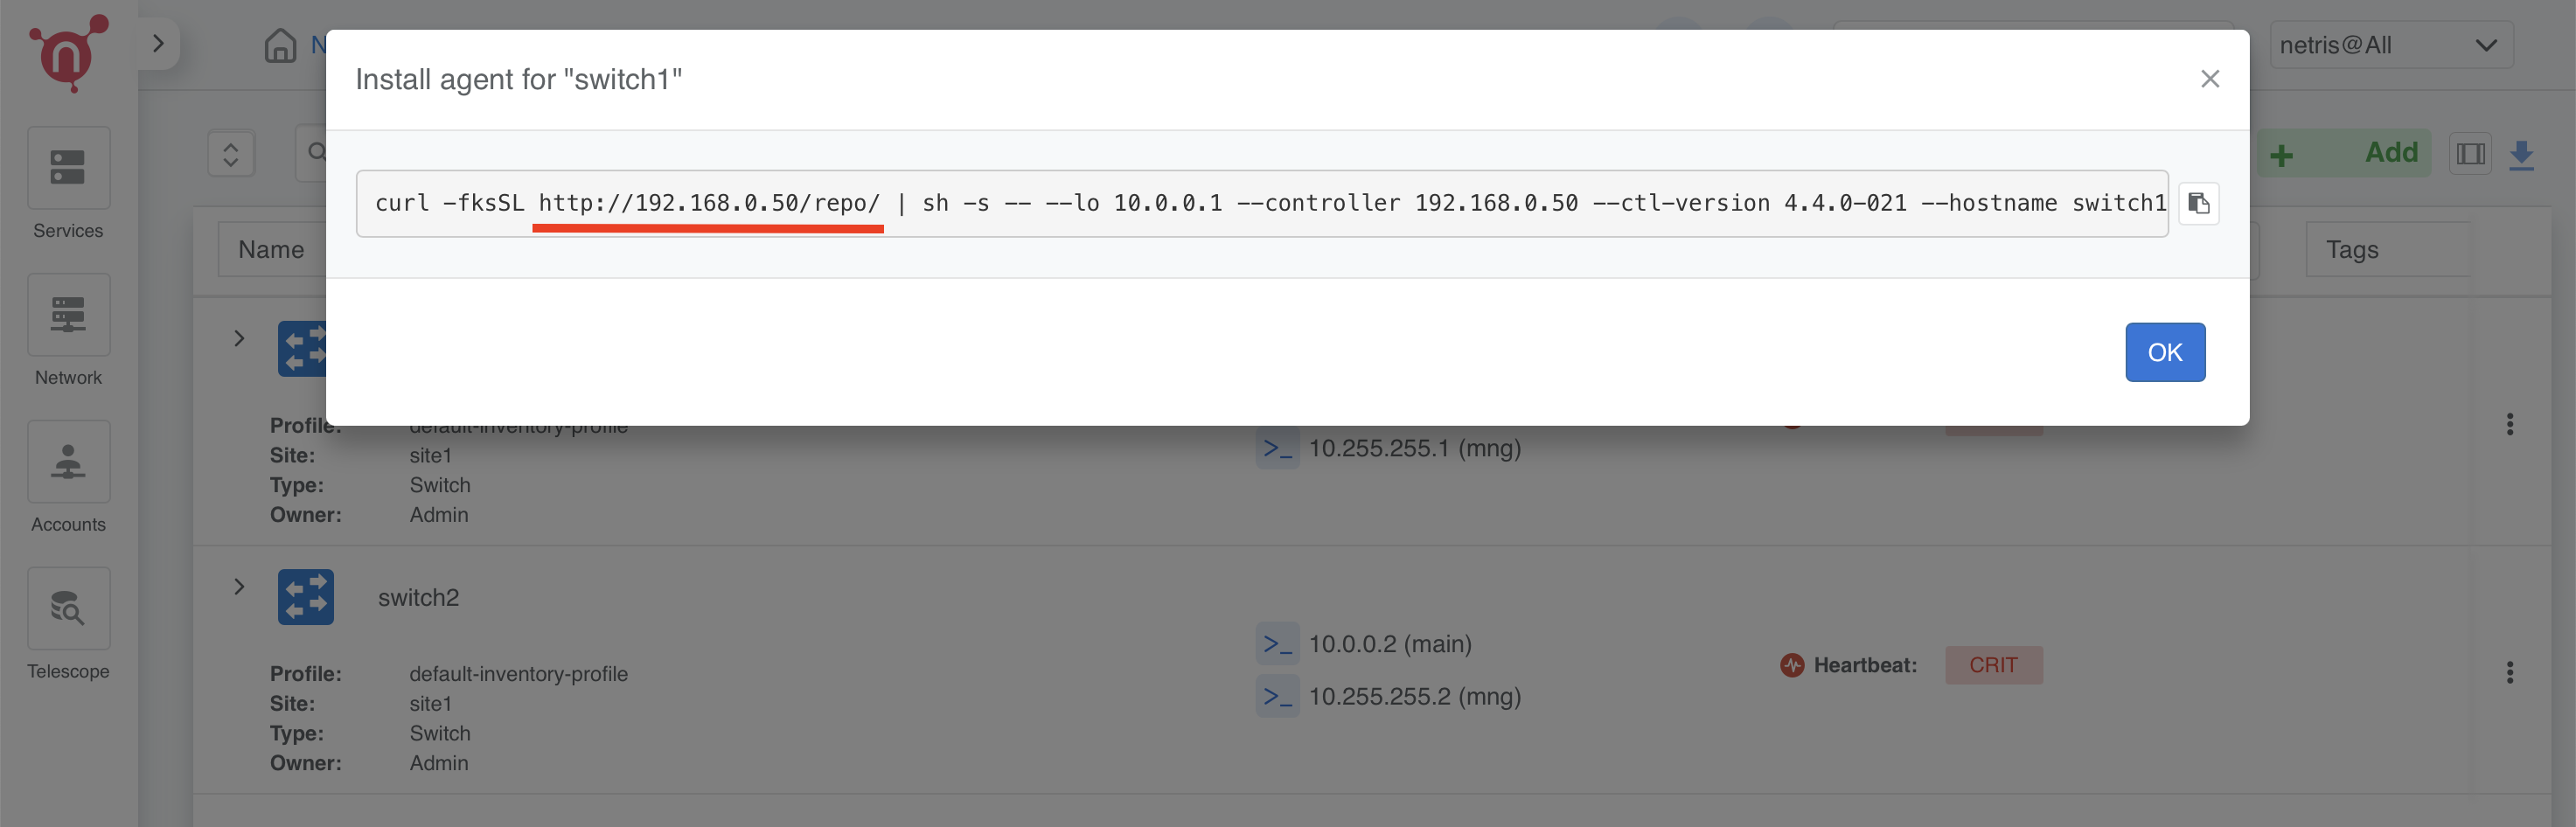 N
netris@All
Install agent for "switch1"
Add
curl -fksSL http://192.168.0.50/repo/ | sh -s -- --lo 10.0.0.1 --controller 192.168.0.50 --ctl-version 4.4.0-021 --hostname switch1
Name
Tags
OK
Services
Network
Accounts
Telescope
Profile: default-inventory-profile
Site: site1
Type: Switch
Owner: Admin
>_ 10.255.255.1 (mng)
switch2
Profile: default-inventory-profile
Site: site1
Type: Switch
Owner: Admin
>_ 10.0.0.2 (main)
>_ 10.255.255.2 (mng)
Heartbeat: CRIT